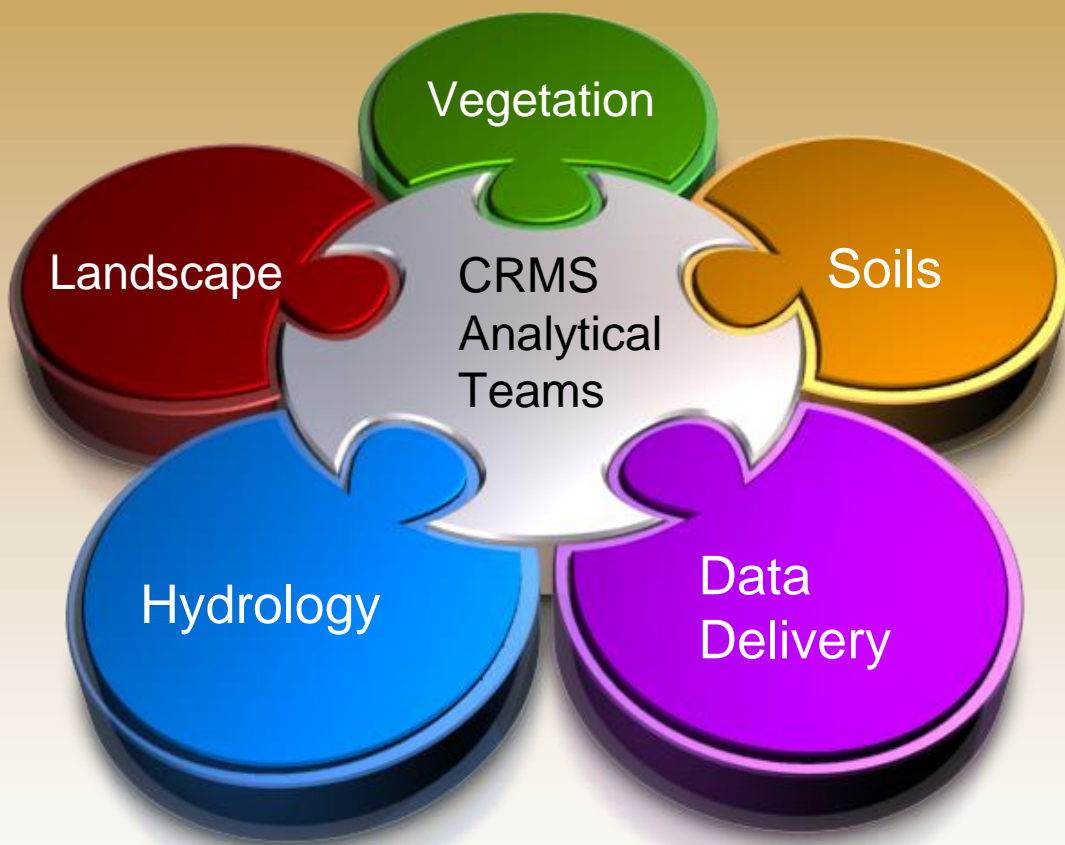 Vegetation
Landscape
CRMS
Analytical
Teams
Soils
Hydrology
Data
Delivery